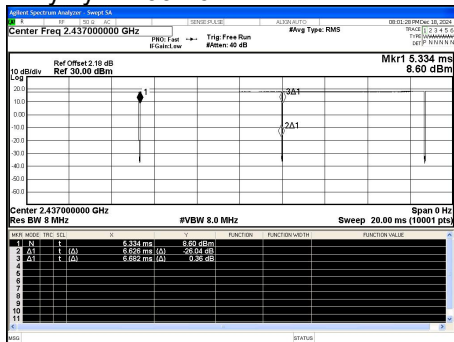 Agilent Spectrum Analyzer - Swept SA
R RF 50 Ω AC SENSE:PULSE ALIGN AUTO 08:01:28 PM Dec 18, 2024
Center Freq 2.437000000 GHz #Avg Type: RMS TRACE 1 2 3 4 5 6
PNO: Fast Trig: Free Run TYPE
IFGain:Low #Atten: 40 dB DET P N N N N N
Mkr1 5.334 ms
Ref Offset 2.18 dB
10 dB/div Ref 30.00 dBm 8.60 dBm
Log
20.0
1 3Δ1
10.0
0.00
2Δ1
-10.0
-20.0
-30.0
-40.0
-50.0
-60.0
Center 2.437000000 GHz Span 0 Hz
Res BW 8 MHz #VBW 8.0 MHz Sweep 20.00 ms (10001 pts)
MKR MODE TRC SCL X Y FUNCTION FUNCTION WIDTH FUNCTION VALUE
1 N t 5.334 ms 8.60 dBm
2 Δ1 t (Δ) 6.626 ms (Δ) -26.04 dB
3 Δ1 t (Δ) 6.682 ms (Δ) 0.36 dB
4
5
6
7
8
9
10
11
MSG STATUS